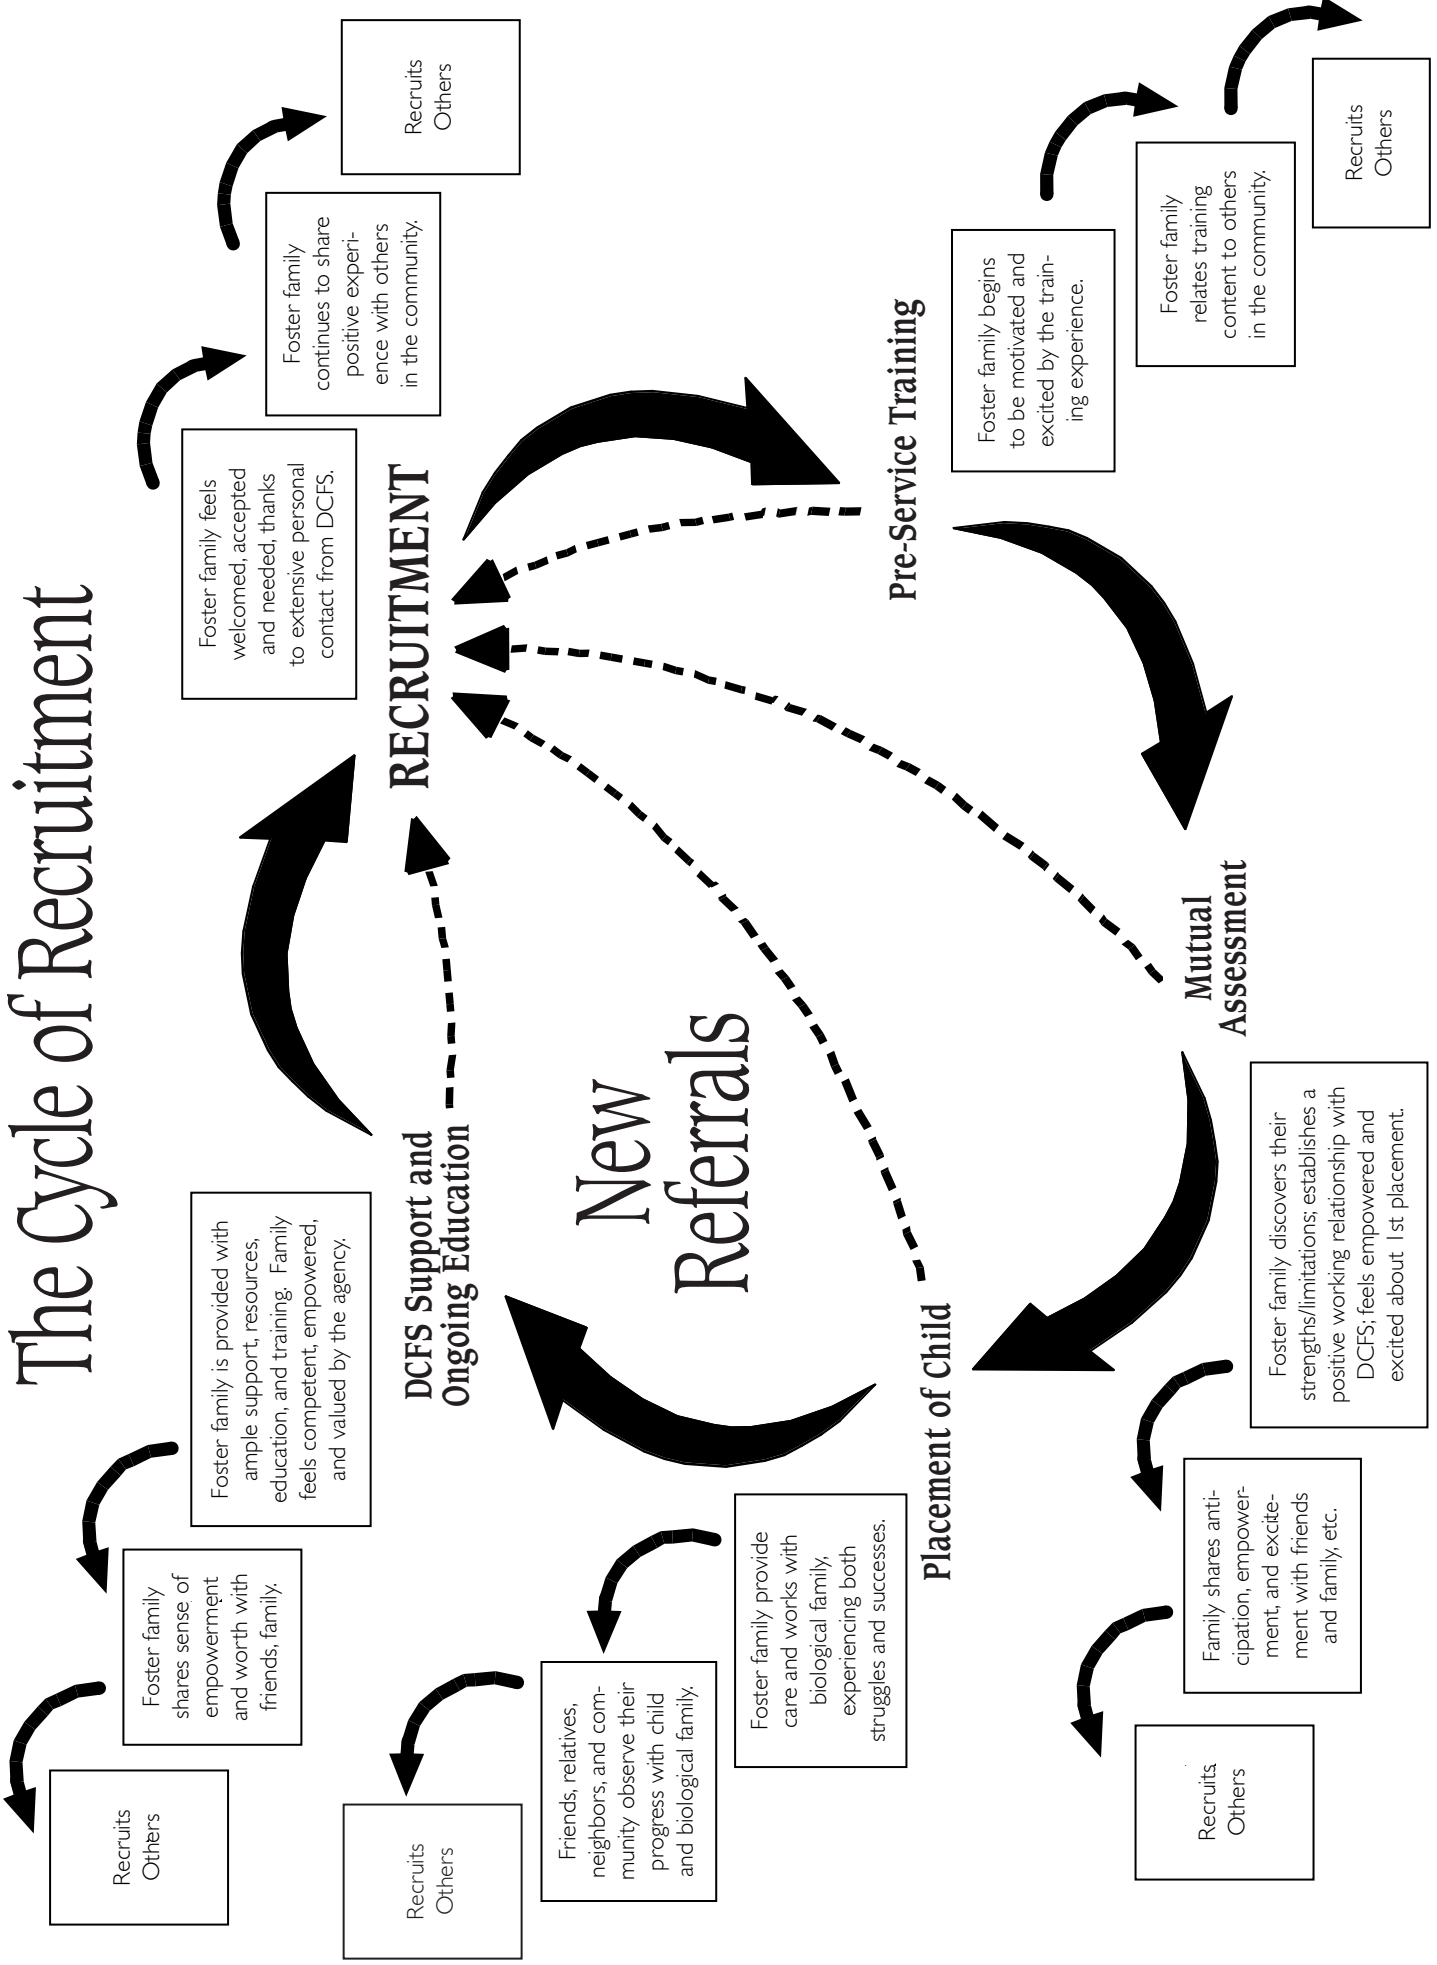 The Cycle of Recruitment
Foster family feels
welcomed, accepted
and needed, thanks
to extensive personal
contact from DCFS.
Foster family
continues to share
positive experi-
ence with others
in the community.
Recruits
Others
RECRUITMENT
Pre-Service Training
Foster family begins
to be motivated and
excited by the train-
ing experience.
Foster family
relates training
content to others
in the community.
Recruits
Others
Mutual
Assessment
Foster family discovers their
strengths/limitations; establishes a
positive working relationship with
DCFS; feels empowered and
excited about 1st placement.
Family shares anti-
cipation, empower-
ment, and excite-
ment with friends
and family, etc.
Recruits
Others
Placement of Child
Foster family provide
care and works with
biological family,
experiencing both
struggles and successes.
Friends, relatives,
neighbors, and com-
munity observe their
progress with child
and biological family.
Recruits
Others
DCFS Support and
Ongoing Education
Foster family is provided with
ample support, resources,
education, and training. Family
feels competent, empowered,
and valued by the agency.
Foster family
shares sense of
empowerment
and worth with
friends, family.
Recruits
Others
New
Referrals